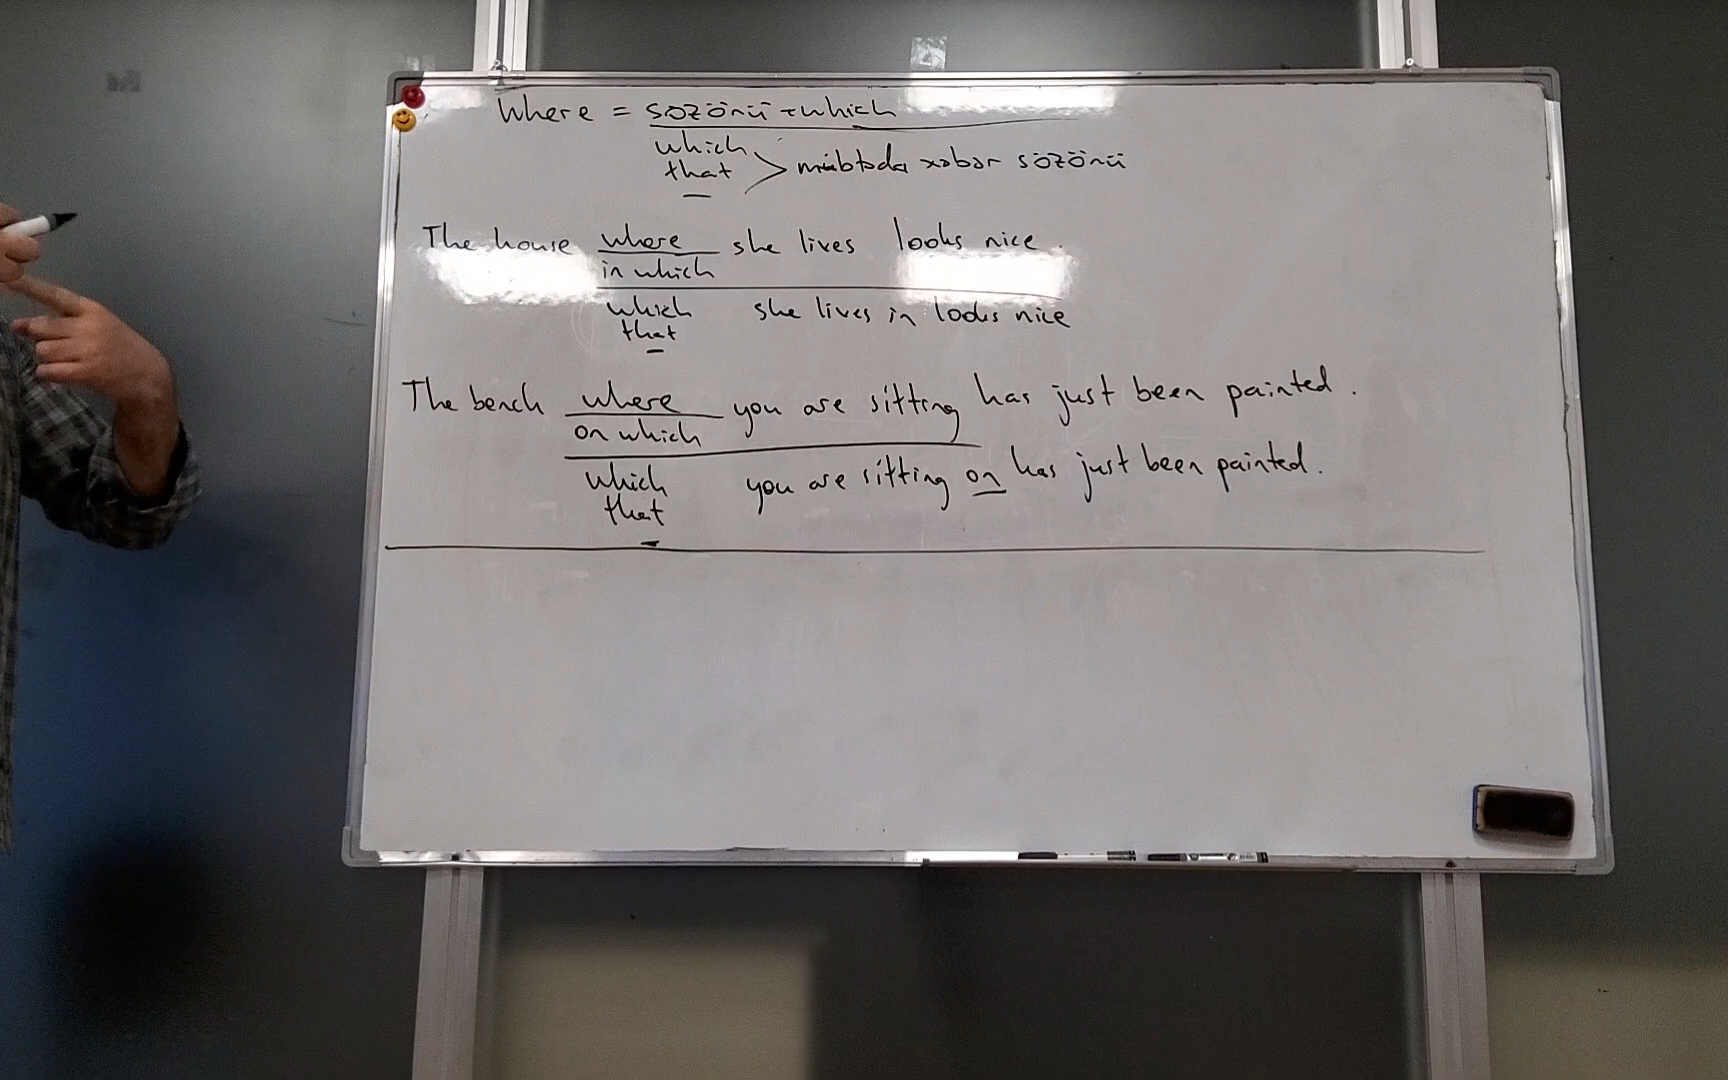 Where = sözönü + which
which
that > mübtəda xəbər sözönü
—
The house where she lives looks nice.
in which
which she lives in looks nice
that
—
The bench where you are sitting has just been painted.
on which
which you are sitting on has just been painted.
that
—